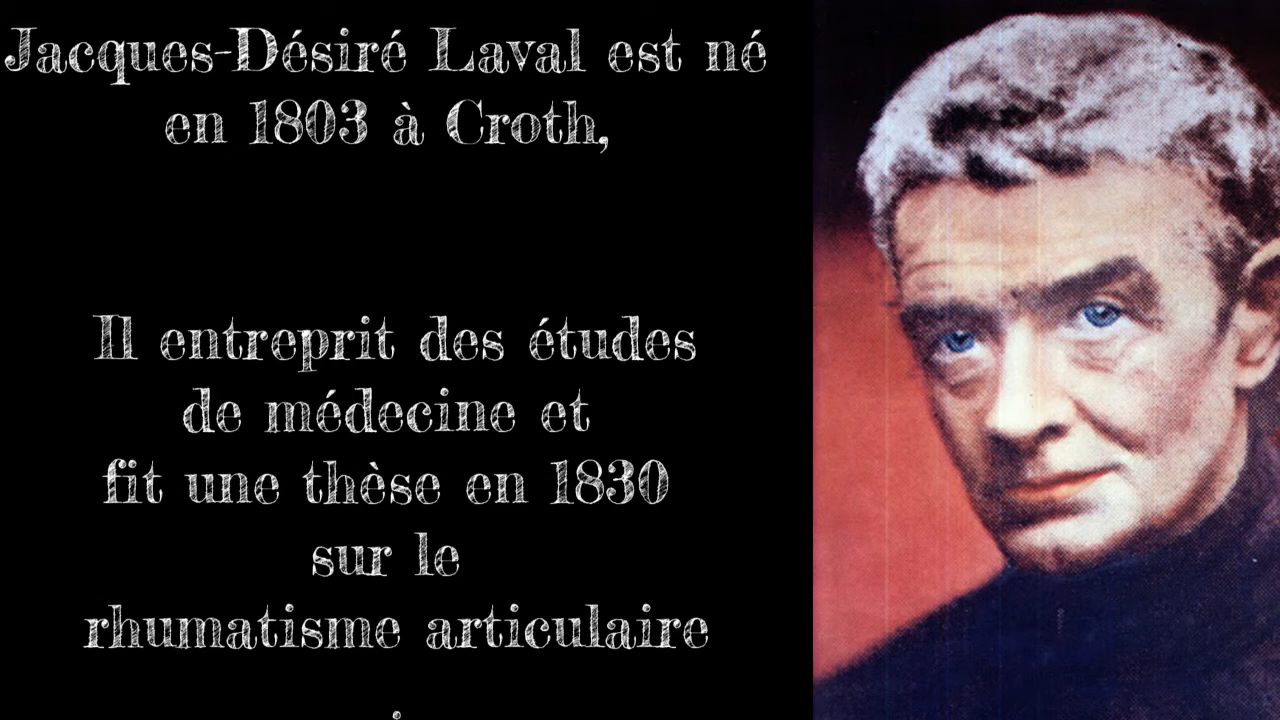 Jacques-Désiré Laval est né
en 1803 à Croth,
Il entreprit des études
de médecine et
fit une thèse en 1830
sur le
rhumatisme articulaire